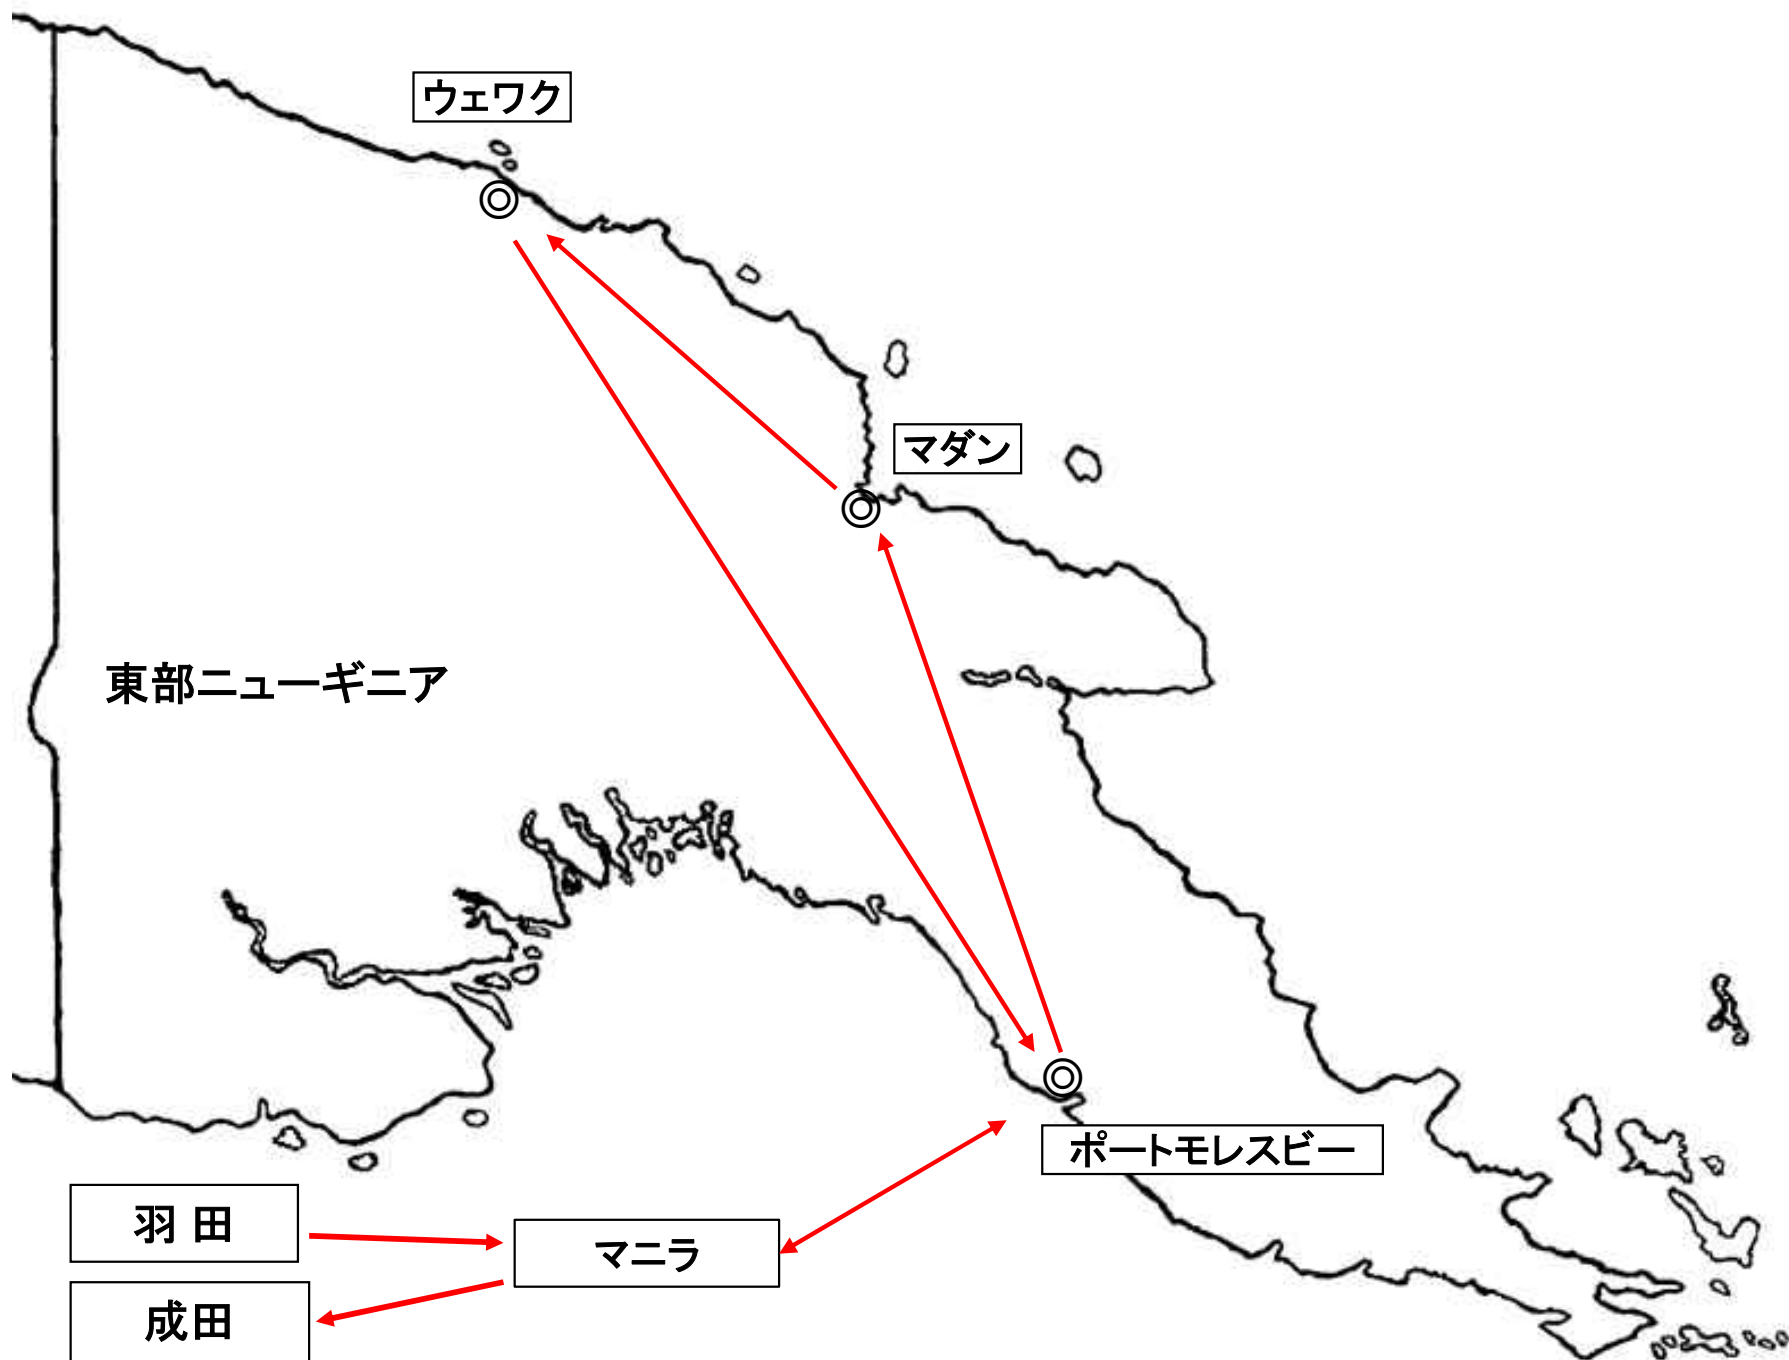 ウェワク
マダン
東部ニューギニア
ポートモレスビー
羽 田
マニラ
成田